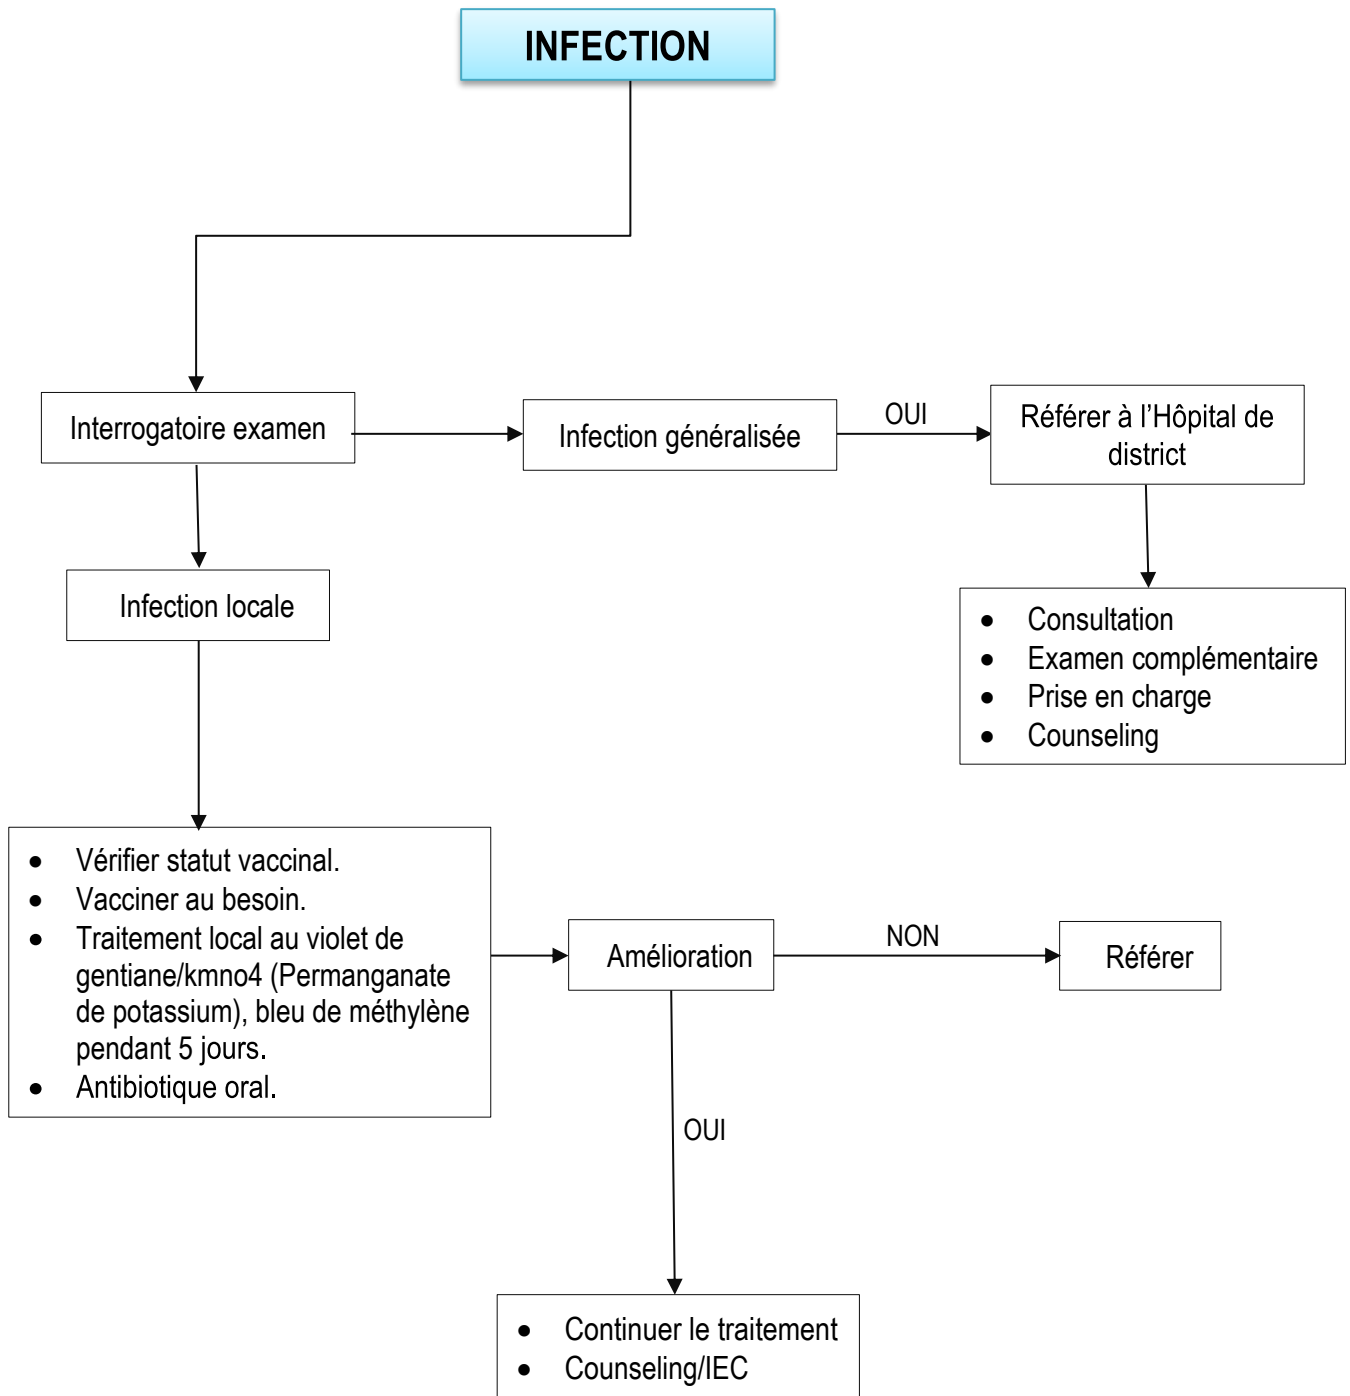 INFECTION
Interrogatoire examen
Infection généralisée
OUI
Référer à l’Hôpital de
district
Infection locale
• Consultation
• Examen complémentaire
• Prise en charge
• Counseling
• Vérifier statut vaccinal.
• Vacciner au besoin.
• Traitement local au violet de
gentiane/kmno4 (Permanganate
de potassium), bleu de méthylène
pendant 5 jours.
• Antibiotique oral.
Amélioration
NON
Référer
OUI
• Continuer le traitement
• Counseling/IEC